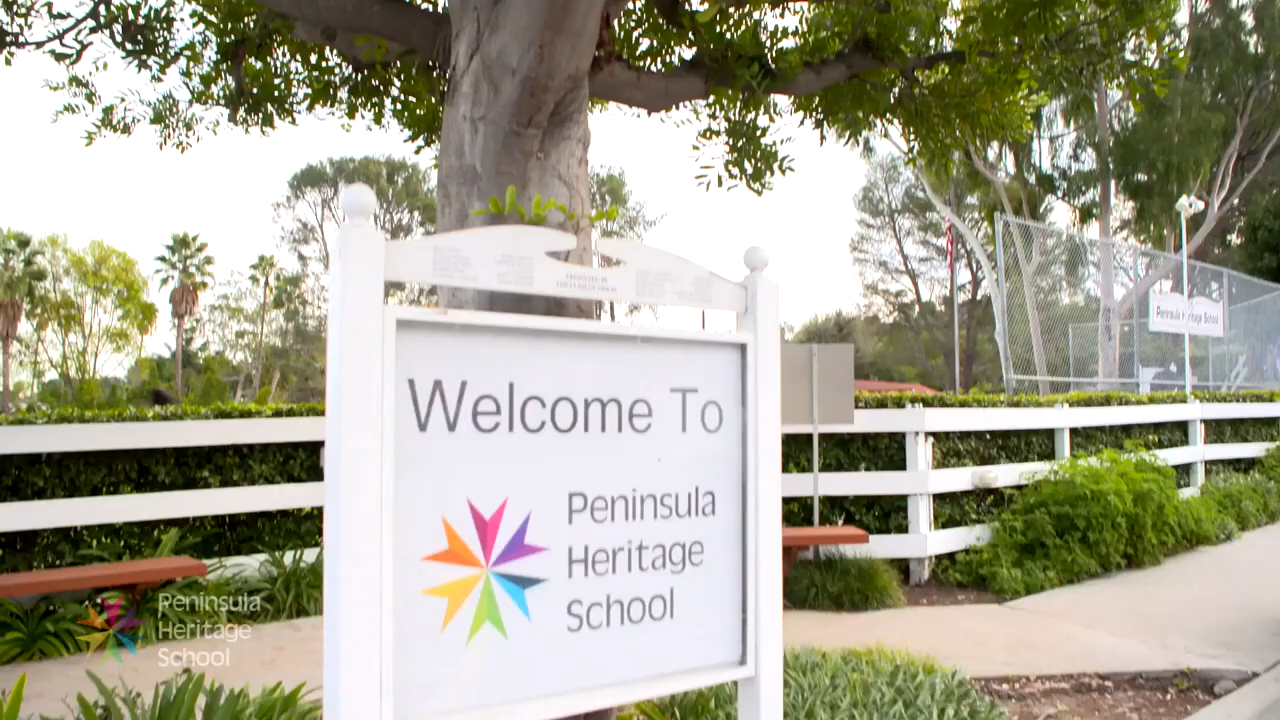 Welcome To
Peninsula
Heritage
School
Peninsula Heritage School
Peninsula
Heritage
School